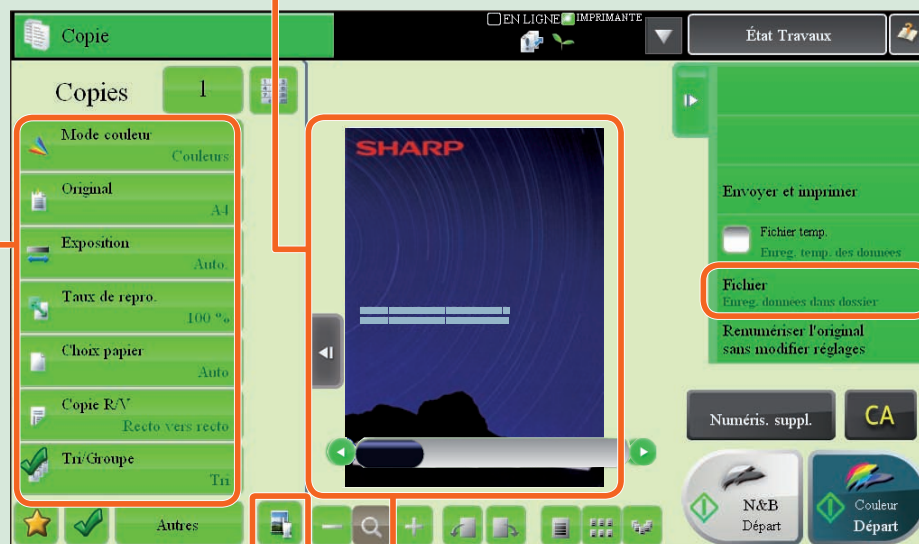 Copie
EN LIGNE IMPRIMANTE
État Travaux
Copies
1
Mode couleur
Couleurs
Original
A4
Exposition
Auto.
Taux de repro.
100 %
Choix papier
Auto
Copie R/V
Recto vers recto
Tri/Groupe
Tri
Autres
SHARP
Envoyer et imprimer
Fichier temp.
Enreg. temp. des données
Fichier
Enreg. données dans dossier
Renumériser l'original
sans modifier réglages
Numéris. suppl.
CA
N&B
Départ
Couleur
Départ